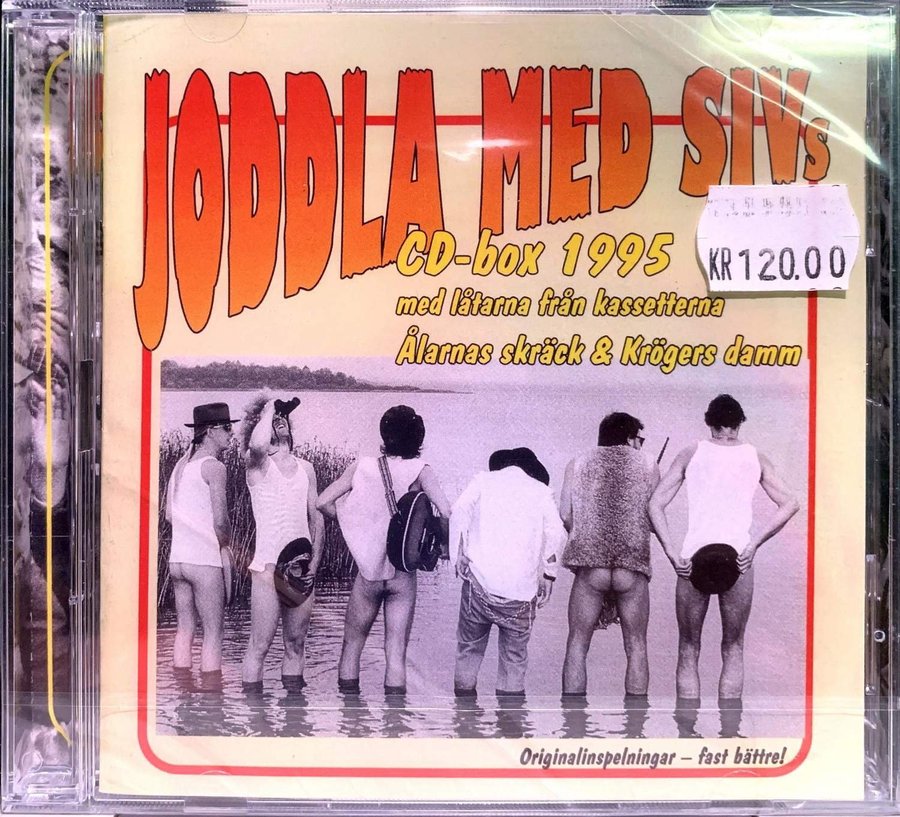 JODDLA MED SIVs
KR 120.00
CD-box 1995
med låtarna från kassetterna
Ålarnas skräck & Krögers damm
Originalinspelningar – fast bättre!